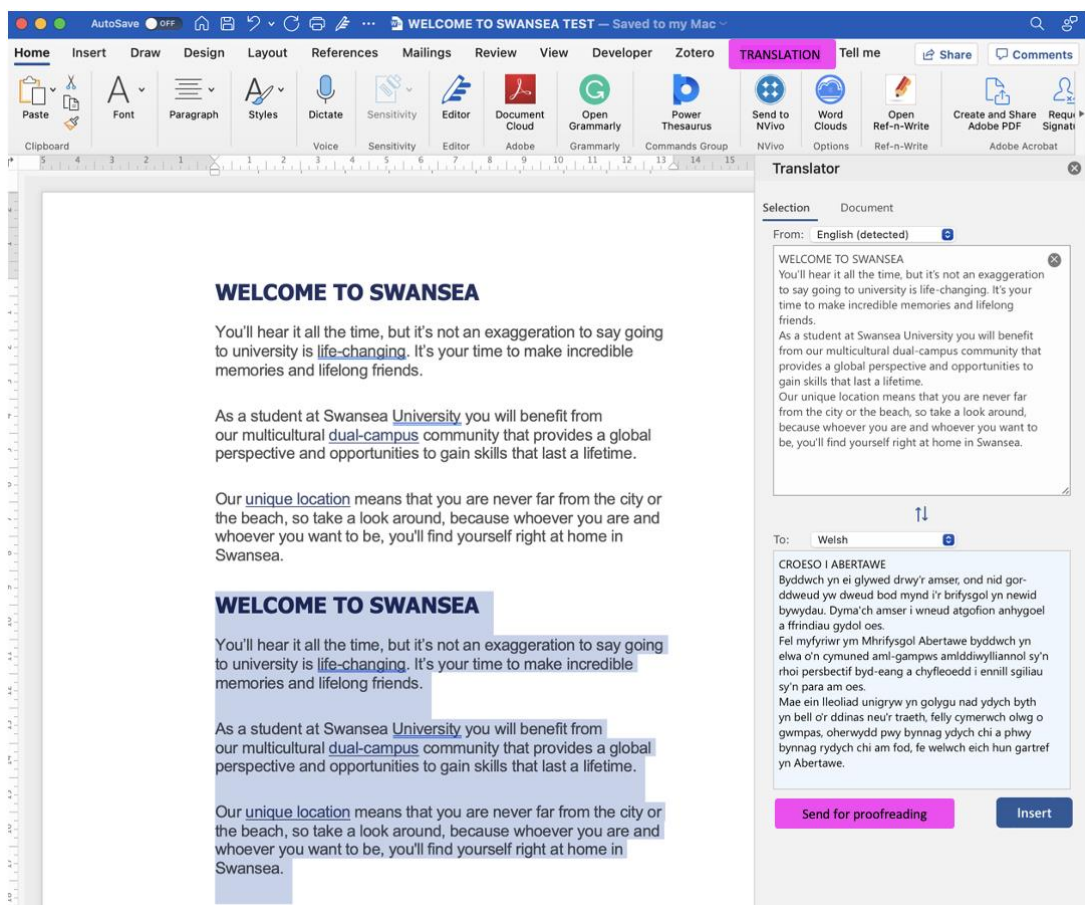 AutoSave OFF WELCOME TO SWANSEA TEST — Saved to my Mac
Home Insert Draw Design Layout References Mailings Review View Developer Zotero TRANSLATION Tell me Share Comments
Paste Font Paragraph Styles Dictate Sensitivity Editor Document Cloud Open Grammarly Power Thesaurus Send to NVivo Word Clouds Open Ref-n-Write Create and Share Adobe PDF
Clipboard Voice Sensitivity Editor Adobe Grammarly Commands Group NVivo Options Ref-n-Write Adobe Acrobat
WELCOME TO SWANSEA
You'll hear it all the time, but it's not an exaggeration to say going
to university is life-changing. It's your time to make incredible
memories and lifelong friends.
As a student at Swansea University you will benefit from
our multicultural dual-campus community that provides a global
perspective and opportunities to gain skills that last a lifetime.
Our unique location means that you are never far from the city or
the beach, so take a look around, because whoever you are and
whoever you want to be, you'll find yourself right at home in
Swansea.
WELCOME TO SWANSEA
You'll hear it all the time, but it's not an exaggeration to say going
to university is life-changing. It's your time to make incredible
memories and lifelong friends.
As a student at Swansea University you will benefit from
our multicultural dual-campus community that provides a global
perspective and opportunities to gain skills that last a lifetime.
Our unique location means that you are never far from the city or
the beach, so take a look around, because whoever you are and
whoever you want to be, you'll find yourself right at home in
Swansea.
Translator
Selection Document
From: English (detected)
WELCOME TO SWANSEA
You'll hear it all the time, but it's not an exaggeration
to say going to university is life-changing. It's your
time to make incredible memories and lifelong
friends.
As a student at Swansea University you will benefit
from our multicultural dual-campus community that
provides a global perspective and opportunities to
gain skills that last a lifetime.
Our unique location means that you are never far
from the city or the beach, so take a look around,
because whoever you are and whoever you want to
be, you'll find yourself right at home in Swansea.
To: Welsh
CROESO I ABERTAWE
Byddwch yn ei glywed drwy'r amser, ond nid gor-
ddweud yw dweud bod mynd i'r brifysgol yn newid
bywydau. Dyma'ch amser i wneud atgofion anhygoel
a ffrindiau gydol oes.
Fel myfyriwr ym Mhrifysgol Abertawe byddwch yn
elwa o'n cymuned aml-gampws amlddiwylliannol sy'n
rhoi persbectif byd-eang a chyfleoedd i ennill sgiliau
sy'n para am oes.
Mae ein lleoliad unigryw yn golygu nad ydych byth
yn bell o'r ddinas neu'r traeth, felly cymerwch olwg o
gwmpas, oherwydd pwy bynnag ydych chi a phwy
bynnag rydych chi am fod, fe welwch eich hun gartref
yn Abertawe.
Send for proofreading Insert